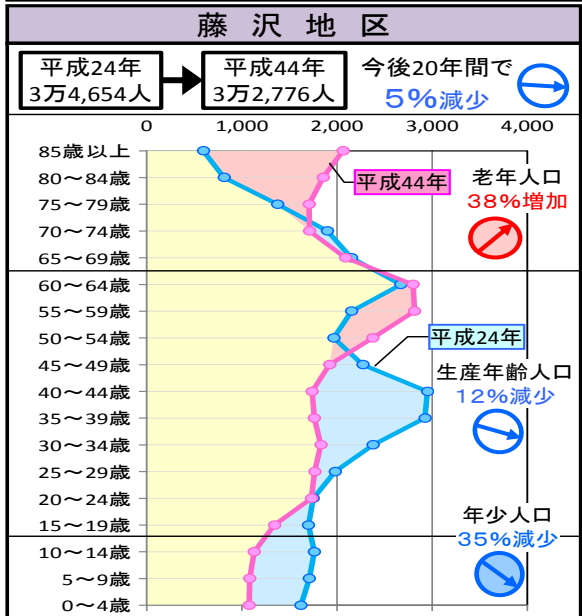 藤沢地区
平成24年
3万4,654人
平成44年
3万2,776人
今後20年間で
5%減少
0 1,000 2,000 3,000 4,000
85歳以上
80～84歳
75～79歳
70～74歳
65～69歳
60～64歳
55～59歳
50～54歳
45～49歳
40～44歳
35～39歳
30～34歳
25～29歳
20～24歳
15～19歳
10～14歳
5～9歳
0～4歳
平成44年
老年人口
38%増加
平成24年
生産年齢人口
12%減少
年少人口
35%減少